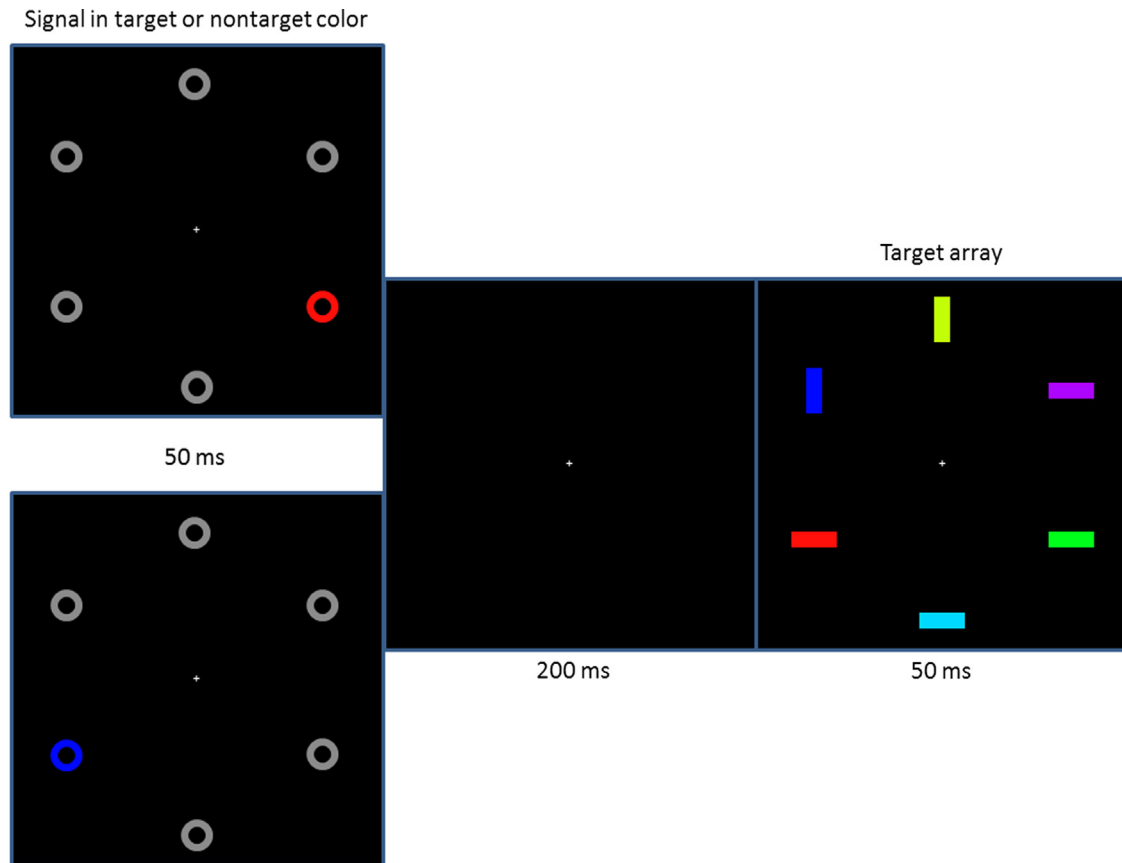 Signal in target or nontarget color
50 ms
Target array
200 ms
50 ms